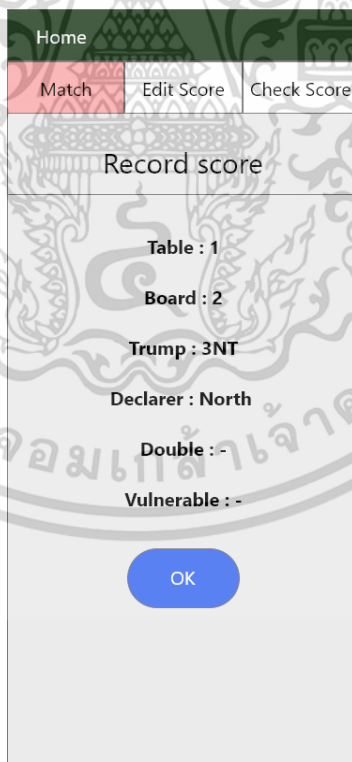 Home
Match Edit Score Check Score
Record score
Table : 1
Board : 2
Trump : 3NT
Declarer : North
Double : -
Vulnerable : -
OK